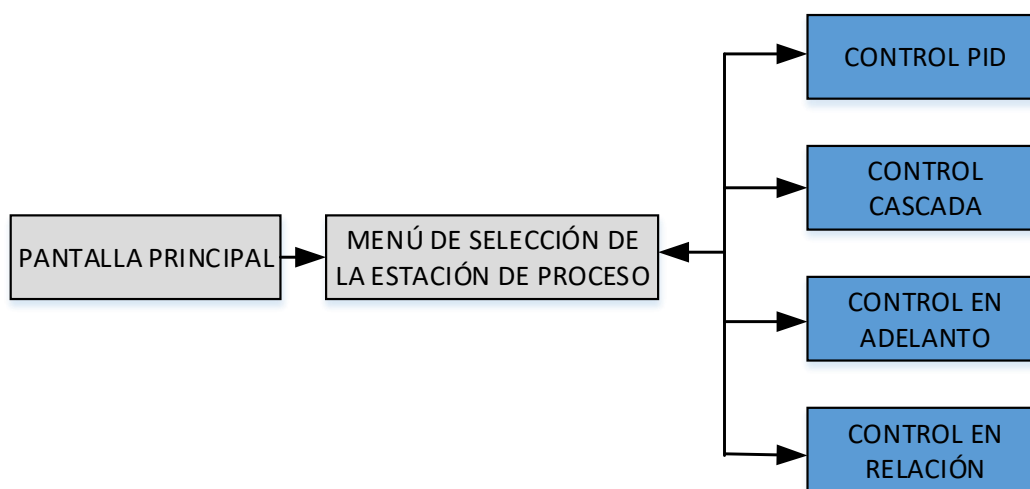 PANTALLA PRINCIPAL
MENÚ DE SELECCIÓN DE
LA ESTACIÓN DE PROCESO
CONTROL PID
CONTROL
CASCADA
CONTROL EN
ADELANTO
CONTROL EN
RELACIÓN